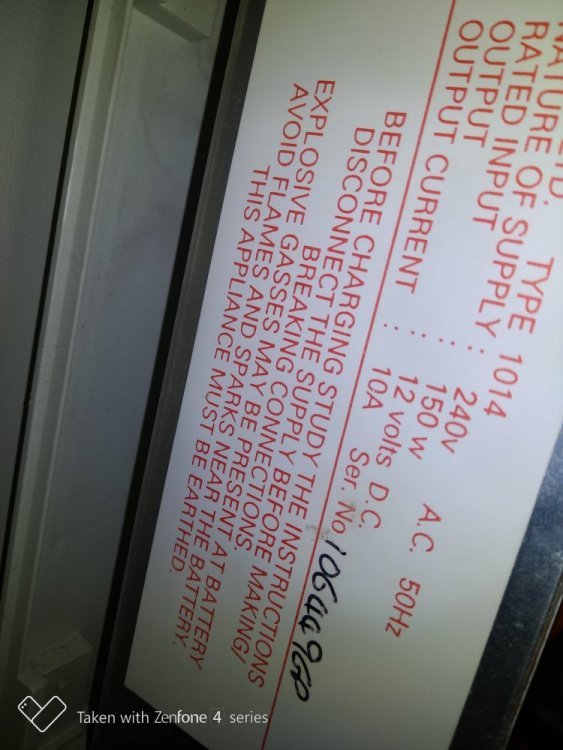 TYPE 1014
NATURE OF SUPPLY : 240v A.C. 50Hz
RATED INPUT : 150 w
OUTPUT : 12 volts D.C
OUTPUT CURRENT : 10A Ser. No.
BEFORE CHARGING STUDY THE INSTRUCTIONS
DISCONNECT THE SUPPLY BEFORE MAKING/
BREAKING CONNECTIONS.
EXPLOSIVE GASSES MAY BE PRESENT AT BATTERY
AVOID FLAMES AND SPARKS NEAR THE BATTERY.
THIS APPLIANCE MUST BE EARTHED.
Taken with Zenfone 4 series